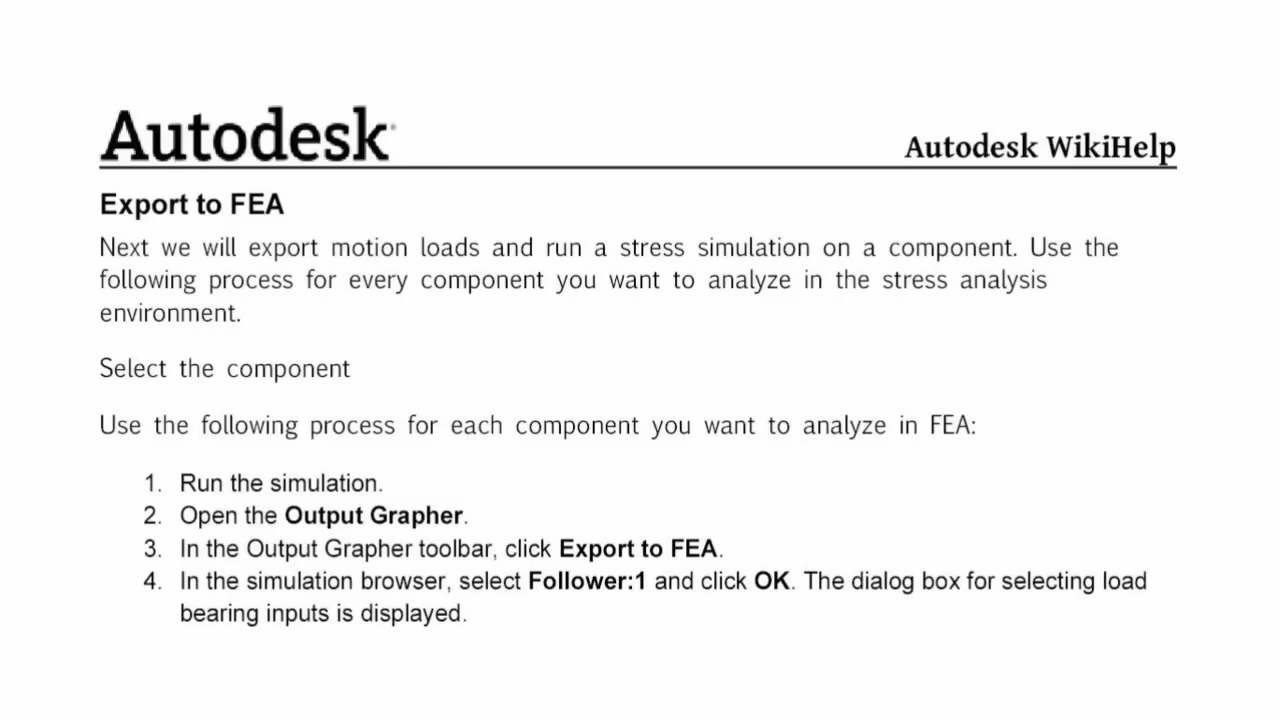 Autodesk
Autodesk WikiHelp
Export to FEA
Next we will export motion loads and run a stress simulation on a component. Use the
following process for every component you want to analyze in the stress analysis
environment.
Select the component
Use the following process for each component you want to analyze in FEA:
1. Run the simulation.
2. Open the Output Grapher.
3. In the Output Grapher toolbar, click Export to FEA.
4. In the simulation browser, select Follower:1 and click OK. The dialog box for selecting load
bearing inputs is displayed.